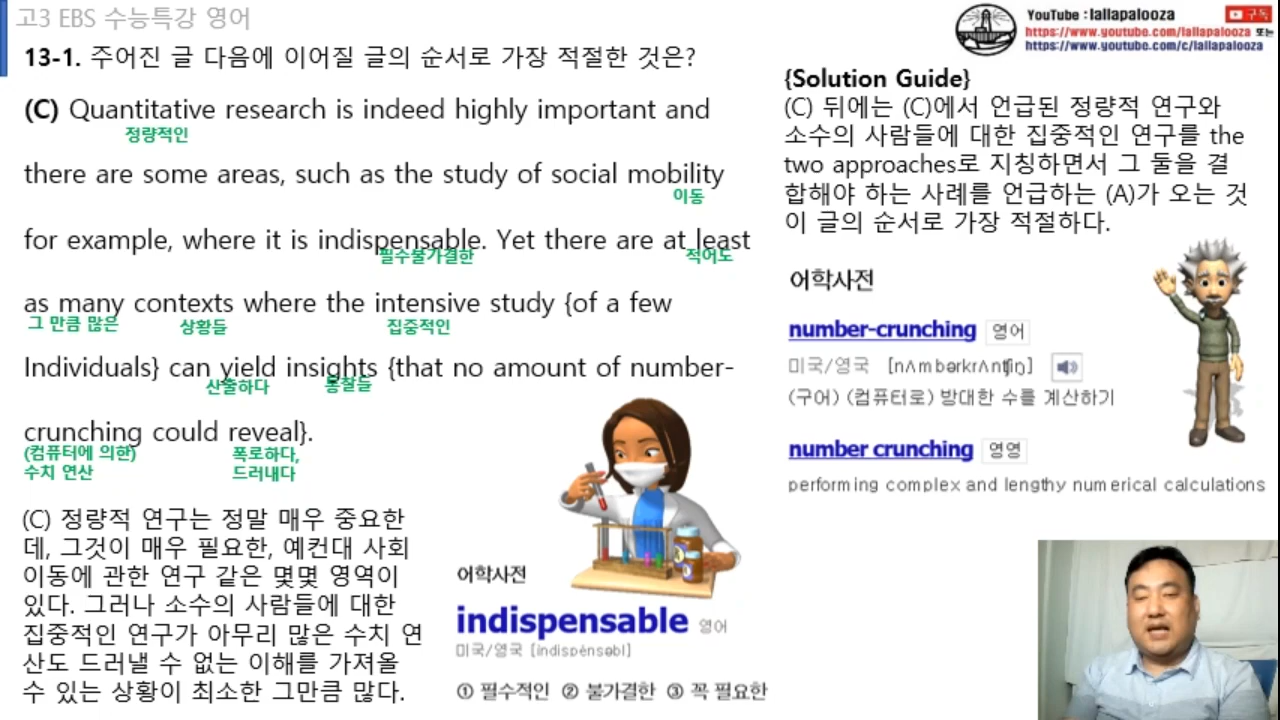 고3 EBS 수능특강 영어
13-1. 주어진 글 다음에 이어질 글의 순서로 가장 적절한 것은?
(C) Quantitative research is indeed highly important and
정량적인
there are some areas, such as the study of social mobility
이동
for example, where it is indispensable. Yet there are at least
필수불가결한 적어도
as many contexts where the intensive study {of a few
그 만큼 많은 상황들 집중적인
Individuals} can yield insights {that no amount of number-
산출하다 통찰들
crunching could reveal}.
(컴퓨터에 의한) 폭로하다,
수치 연산 드러내다
(C) 정량적 연구는 정말 매우 중요한
데, 그것이 매우 필요한, 예컨대 사회
이동에 관한 연구 같은 몇몇 영역이
있다. 그러나 소수의 사람들에 대한
집중적인 연구가 아무리 많은 수치 연
산도 드러낼 수 없는 이해를 가져올
수 있는 상황이 최소한 그만큼 많다.
어학사전
indispensable 영어
미국/영국 [indispénsəbl]
① 필수적인 ② 불가결한 ③ 꼭 필요한
YouTube : lallapalooza 구독
https://www.youtube.com/lallapalooza 또는
https://www.youtube.com/c/lallapalooza
{Solution Guide}
(C) 뒤에는 (C)에서 언급된 정량적 연구와
소수의 사람들에 대한 집중적인 연구를 the
two approaches로 지칭하면서 그 둘을 결
합해야 하는 사례를 언급하는 (A)가 오는 것
이 글의 순서로 가장 적절하다.
어학사전
number-crunching 영어
미국/영국 [nʌmbərkrʌntʃiŋ]
(구어) (컴퓨터로) 방대한 수를 계산하기
number crunching 영영
performing complex and lengthy numerical calculations